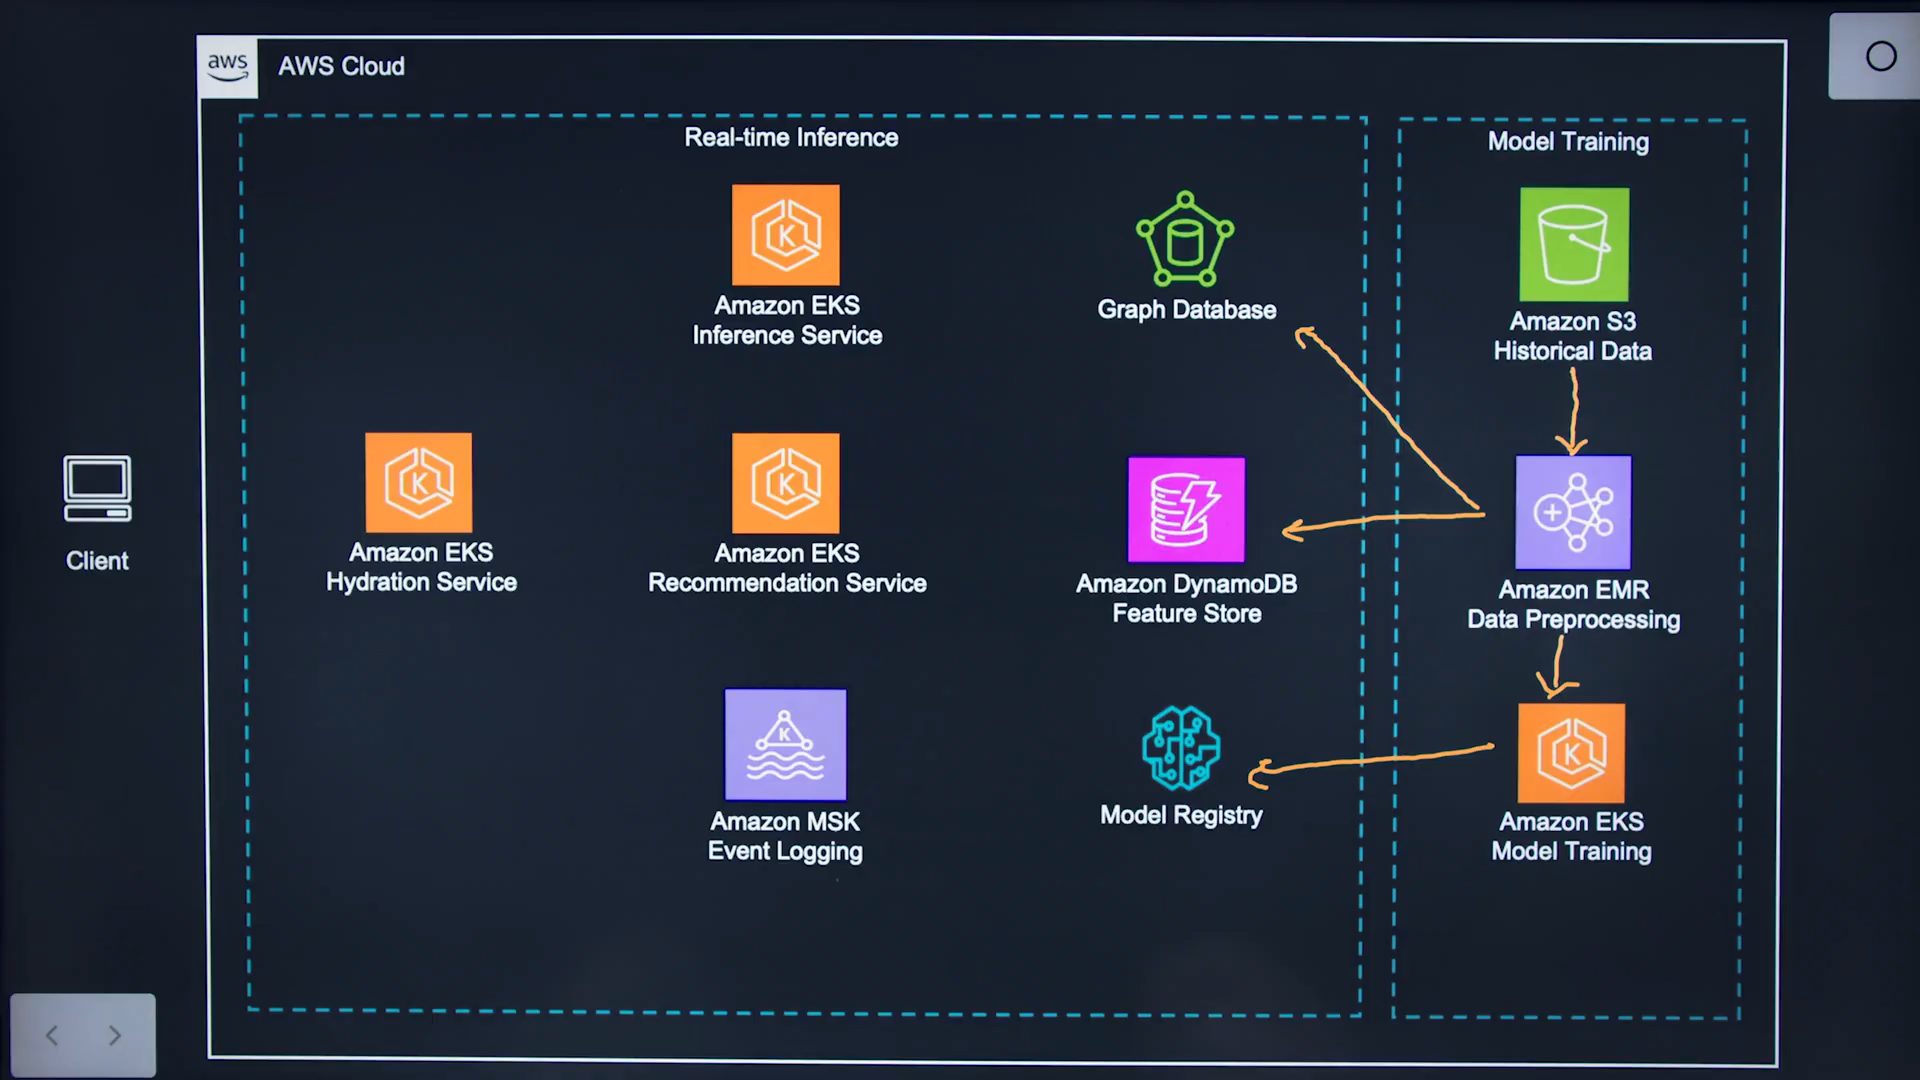 aws
AWS Cloud
Real-time Inference
Model Training
Amazon EKS
Inference Service
Graph Database
Amazon S3
Historical Data
Client
Amazon EKS
Hydration Service
Amazon EKS
Recommendation Service
Amazon DynamoDB
Feature Store
Amazon EMR
Data Preprocessing
Amazon MSK
Event Logging
Model Registry
Amazon EKS
Model Training